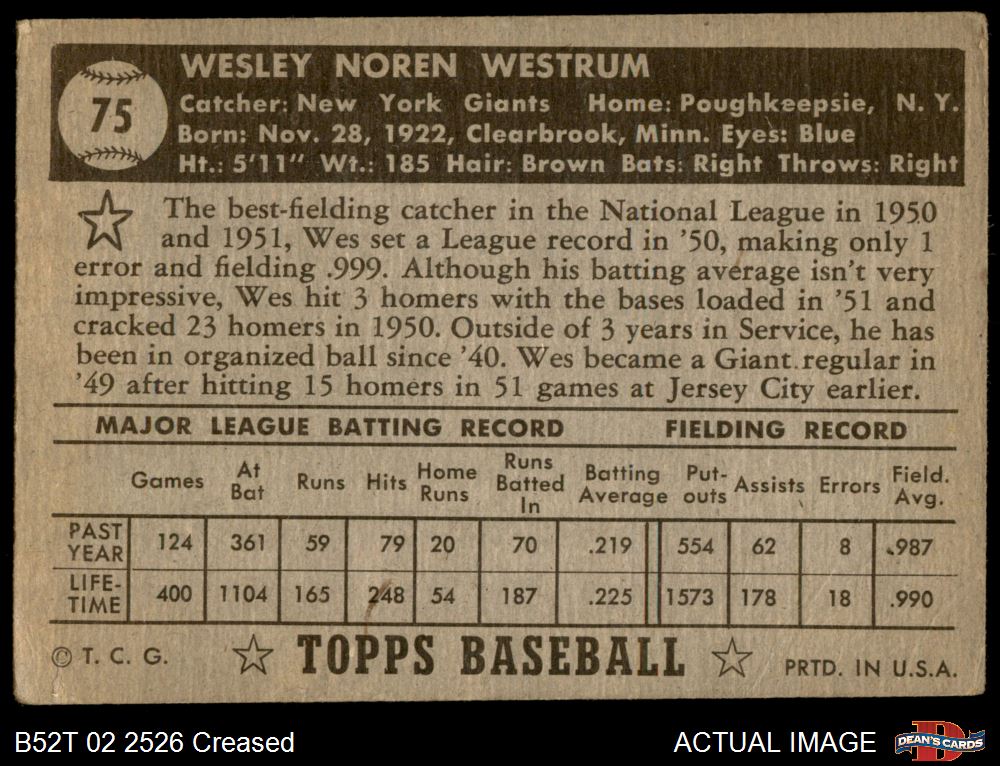 75
WESLEY NOREN WESTRUM
Catcher: New York Giants Home: Poughkeepsie, N. Y.
Born: Nov. 28, 1922, Clearbrook, Minn. Eyes: Blue
Ht.: 5'11" Wt.: 185 Hair: Brown Bats: Right Throws: Right
The best-fielding catcher in the National League in 1950
and 1951, Wes set a League record in '50, making only 1
error and fielding .999. Although his batting average isn't very
impressive, Wes hit 3 homers with the bases loaded in '51 and
cracked 23 homers in 1950. Outside of 3 years in Service, he has
been in organized ball since '40. Wes became a Giant regular in
'49 after hitting 15 homers in 51 games at Jersey City earlier.
MAJOR LEAGUE BATTING RECORD FIELDING RECORD
Games At Bat Runs Hits Home Runs Runs Batted In Batting Average Put-outs Assists Errors Field. Avg.
PAST YEAR 124 361 59 79 20 70 .219 554 62 8 .987
LIFE-TIME 400 1104 165 248 54 187 .225 1573 178 18 .990
© T. C. G. TOPPS BASEBALL PRTD. IN U.S.A.
B52T 02 2526 Creased ACTUAL IMAGE DEAN'S CARDS